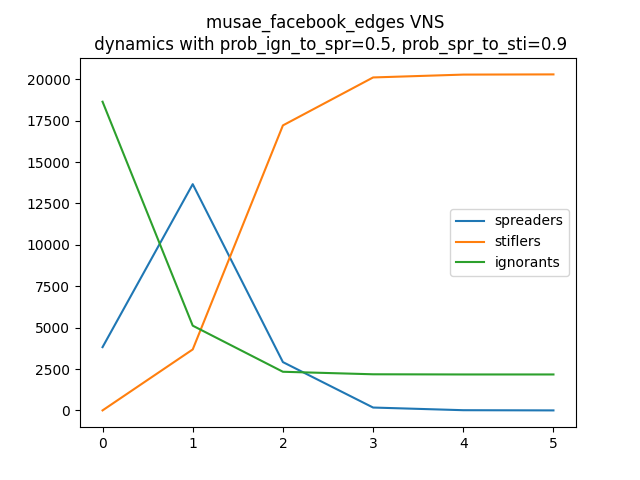 musae_facebook_edges VNS
dynamics with prob_ign_to_spr=0.5, prob_spr_to_sti=0.9
20000
17500
15000
12500
10000
7500
5000
2500
0
spreaders
stiflers
ignorants
0 1 2 3 4 5